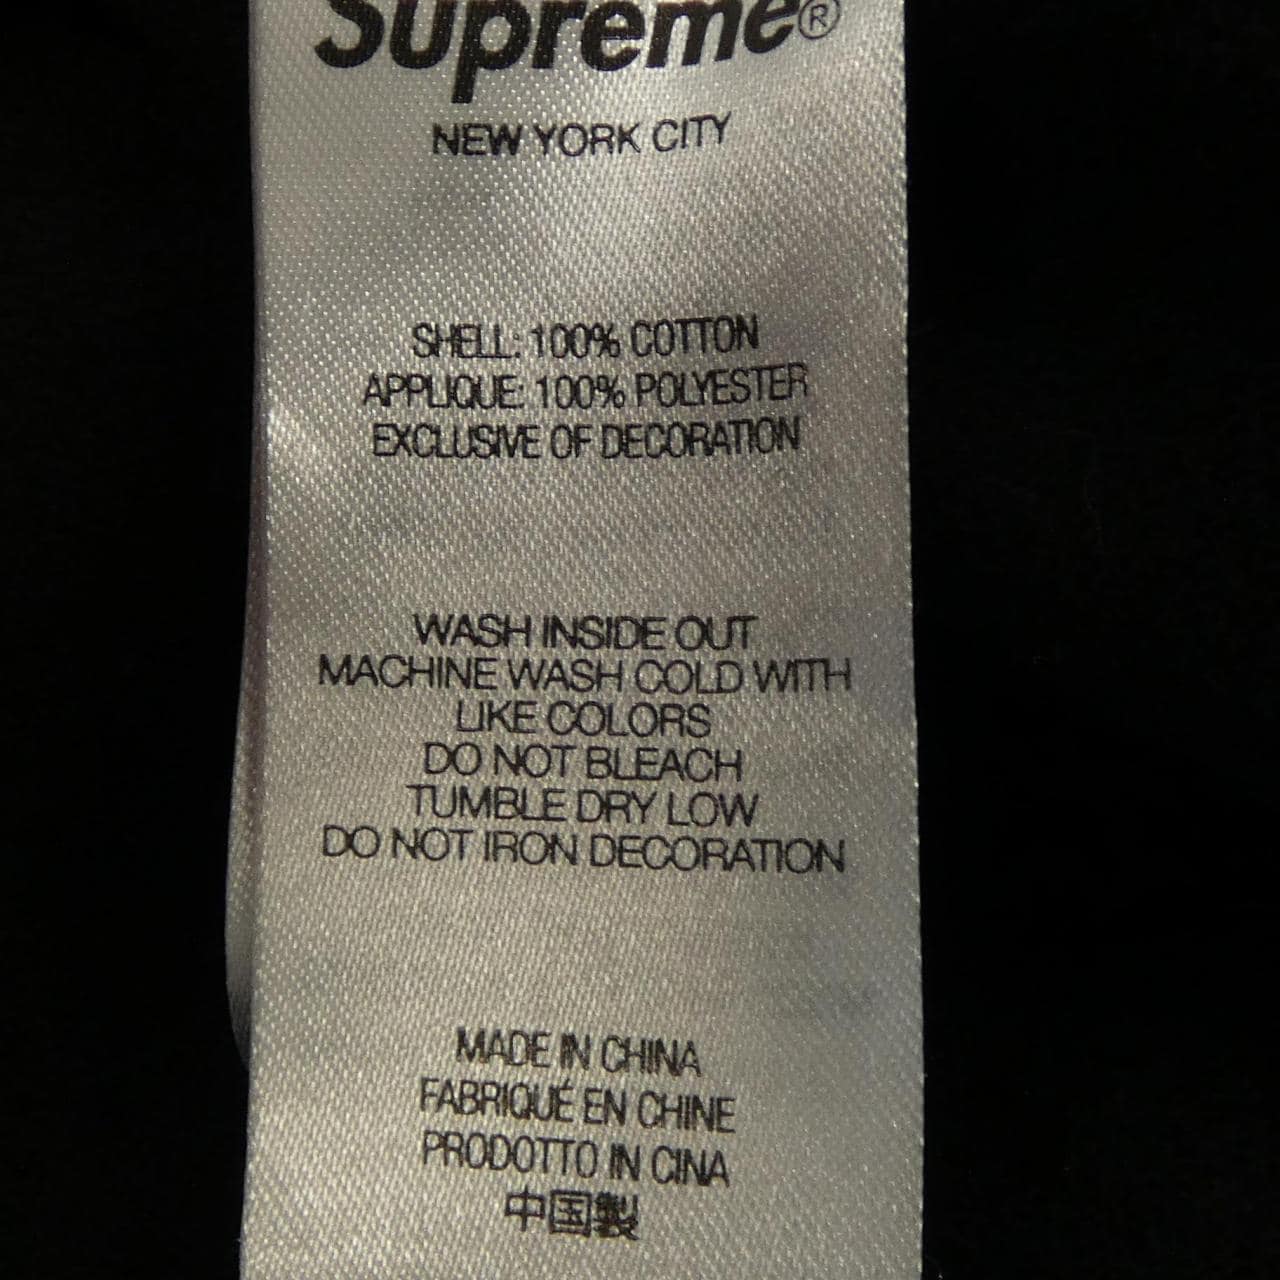 Supreme®
NEW YORK CITY
SHELL: 100% COTTON
APPLIQUE: 100% POLYESTER
EXCLUSIVE OF DECORATION
WASH INSIDE OUT
MACHINE WASH COLD WITH
LIKE COLORS
DO NOT BLEACH
TUMBLE DRY LOW
DO NOT IRON DECORATION
MADE IN CHINA
FABRIQUÉ EN CHINE
PRODOTTO IN CINA
中国製